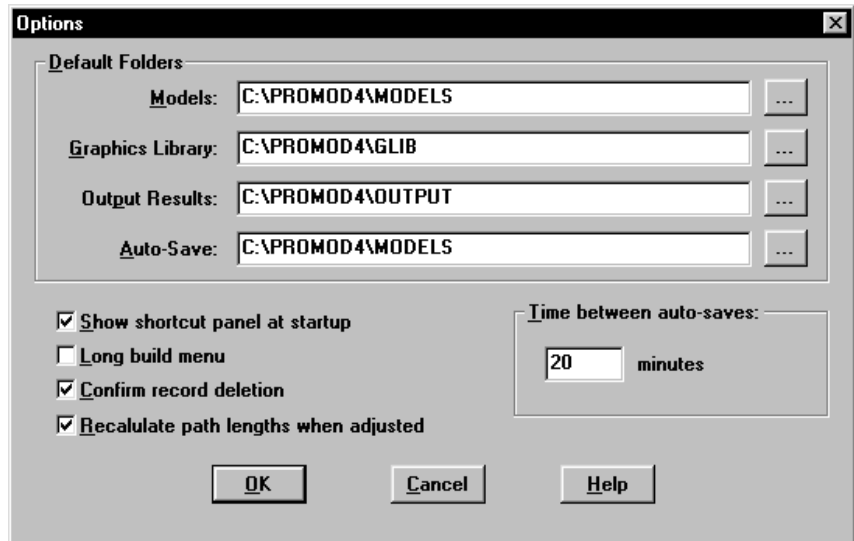 Options
Default Folders
Models: C:\PROMOD4\MODELS ...
Graphics Library: C:\PROMOD4\GLIB ...
Output Results: C:\PROMOD4\OUTPUT ...
Auto-Save: C:\PROMOD4\MODELS ...
Show shortcut panel at startup
Long build menu
Confirm record deletion
Recalulate path lengths when adjusted
Time between auto-saves:
20 minutes
OK Cancel Help